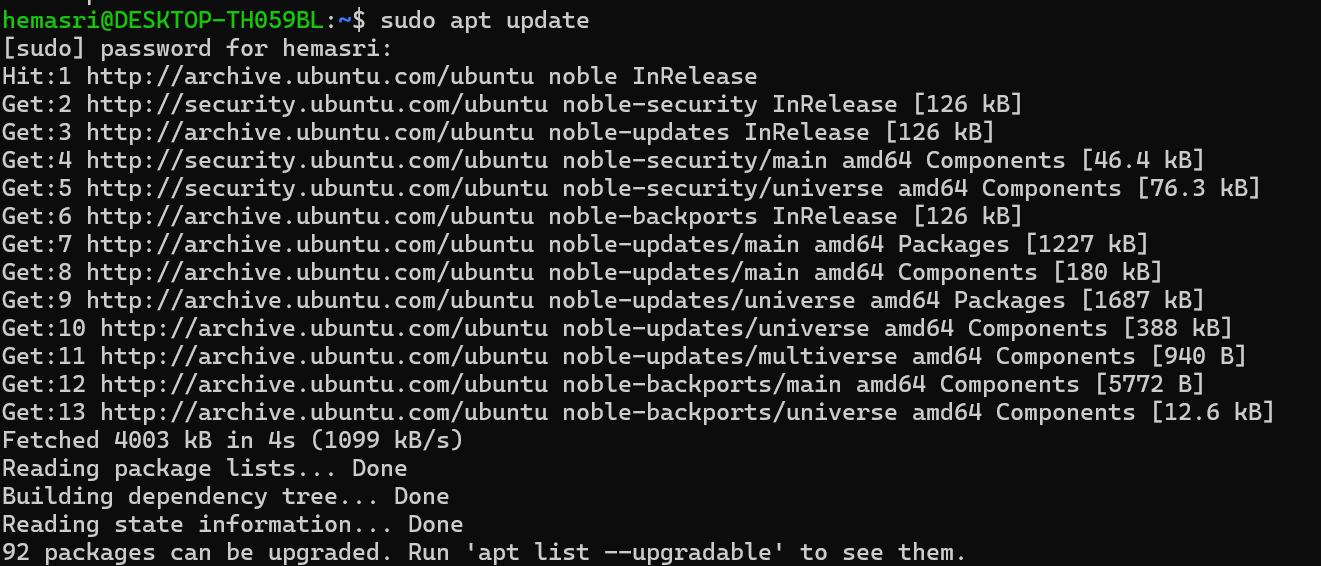 hemasri@DESKTOP-TH059BL:~$ sudo apt update
[sudo] password for hemasri:
Hit:1 http://archive.ubuntu.com/ubuntu noble InRelease
Get:2 http://security.ubuntu.com/ubuntu noble-security InRelease [126 kB]
Get:3 http://archive.ubuntu.com/ubuntu noble-updates InRelease [126 kB]
Get:4 http://security.ubuntu.com/ubuntu noble-security/main amd64 Components [46.4 kB]
Get:5 http://security.ubuntu.com/ubuntu noble-security/universe amd64 Components [76.3 kB]
Get:6 http://archive.ubuntu.com/ubuntu noble-backports InRelease [126 kB]
Get:7 http://archive.ubuntu.com/ubuntu noble-updates/main amd64 Packages [1227 kB]
Get:8 http://archive.ubuntu.com/ubuntu noble-updates/main amd64 Components [180 kB]
Get:9 http://archive.ubuntu.com/ubuntu noble-updates/universe amd64 Packages [1687 kB]
Get:10 http://archive.ubuntu.com/ubuntu noble-updates/universe amd64 Components [388 kB]
Get:11 http://archive.ubuntu.com/ubuntu noble-updates/multiverse amd64 Components [940 B]
Get:12 http://archive.ubuntu.com/ubuntu noble-backports/main amd64 Components [5772 B]
Get:13 http://archive.ubuntu.com/ubuntu noble-backports/universe amd64 Components [12.6 kB]
Fetched 4003 kB in 4s (1099 kB/s)
Reading package lists... Done
Building dependency tree... Done
Reading state information... Done
92 packages can be upgraded. Run 'apt list --upgradable' to see them.